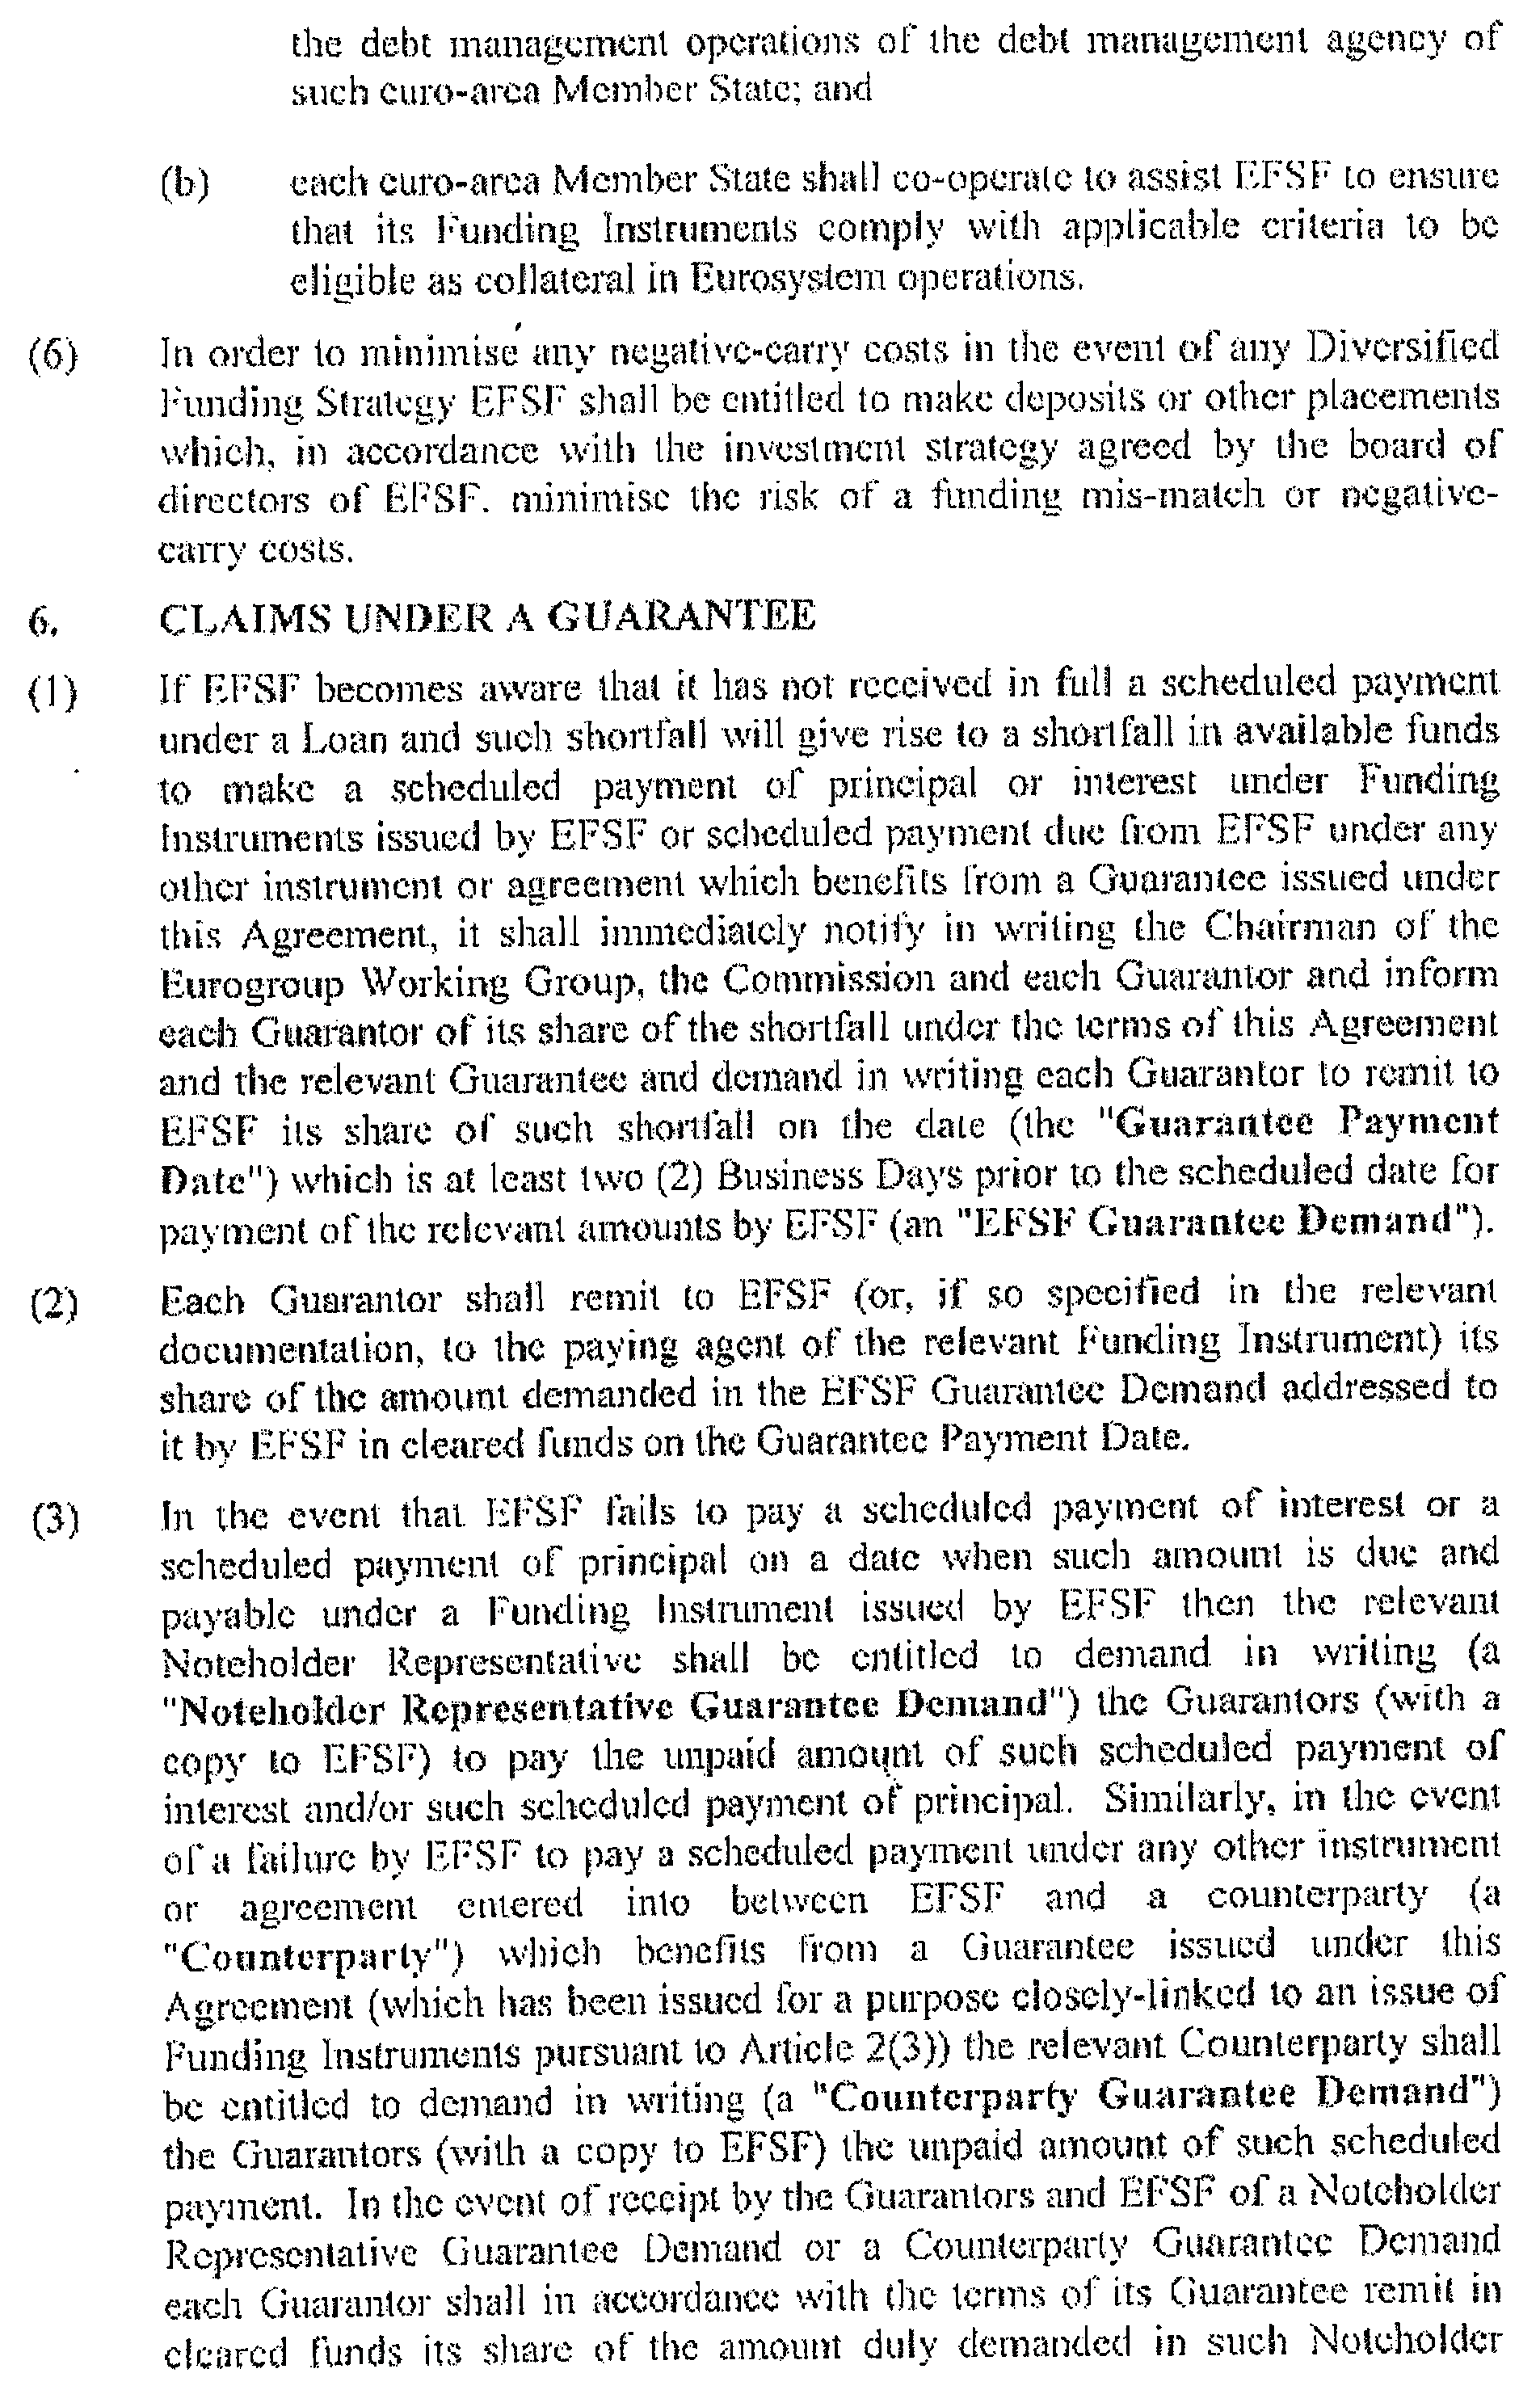 the debt management operations of the debt management agency of
such euro-area Member State; and
(b) each euro-area Member State shall co-operate to assist EFSF to ensure
that its Funding Instruments comply with applicable criteria to be
eligible as collateral in Eurosystem operations.
(6) In order to minimise any negative-carry costs in the event of any Diversified
Funding Strategy EFSF shall be entitled to make deposits or other placements
which, in accordance with the investment strategy agreed by the board of
directors of EFSF. minimise the risk of a funding mis-match or negative-
carry costs.
6. CLAIMS UNDER A GUARANTEE
(1) If EFSF becomes aware that it has not received in full a scheduled payment
under a Loan and such shortfall will give rise to a shortfall in available funds
to make a scheduled payment of principal or interest under Funding
Instruments issued by EFSF or scheduled payment due from EFSF under any
other instrument or agreement which benefits from a Guarantee issued under
this Agreement, it shall immediately notify in writing the Chairman of the
Eurogroup Working Group, the Commission and each Guarantor and inform
each Guarantor of its share of the shortfall under the terms of this Agreement
and the relevant Guarantee and demand in writing each Guarantor to remit to
EFSF its share of such shortfall on the date (the "Guarantee Payment
Date") which is at least two (2) Business Days prior to the scheduled date for
payment of the relevant amounts by EFSF (an "EFSF Guarantee Demand").
(2) Each Guarantor shall remit to EFSF (or, if so specified in the relevant
documentation, to the paying agent of the relevant Funding Instrument) its
share of the amount demanded in the EFSF Guarantee Demand addressed to
it by EFSF in cleared funds on the Guarantee Payment Date.
(3) In the event that EFSF fails to pay a scheduled payment of interest or a
scheduled payment of principal on a date when such amount is due and
payable under a Funding Instrument issued by EFSF then the relevant
Noteholder Representative shall be entitled to demand in writing (a
"Noteholder Representative Guarantee Demand") the Guarantors (with a
copy to EFSF) to pay the unpaid amount of such scheduled payment of
interest and/or such scheduled payment of principal. Similarly, in the event
of a failure by EFSF to pay a scheduled payment under any other instrument
or agreement entered into between EFSF and a counterparty (a
"Counterparty") which benefits from a Guarantee issued under this
Agreement (which has been issued for a purpose closely-linked to an issue of
Funding Instruments pursuant to Article 2(3)) the relevant Counterparty shall
be entitled to demand in writing (a "Counterparty Guarantee Demand")
the Guarantors (with a copy to EFSF) the unpaid amount of such scheduled
payment. In the event of receipt by the Guarantors and EFSF of a Noteholder
Representative Guarantee Demand or a Counterparty Guarantee Demand
each Guarantor shall in accordance with the terms of its Guarantee remit in
cleared funds its share of the amount duly demanded in such Noteholder